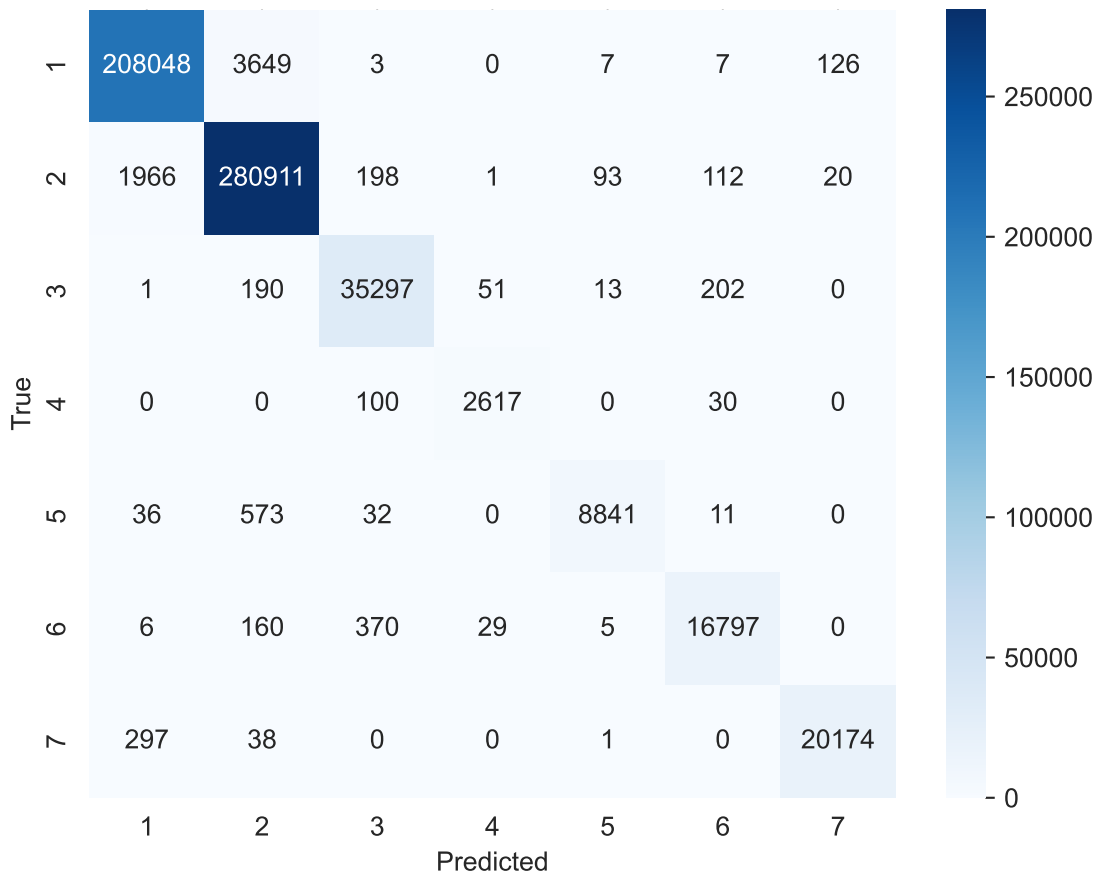 1 208048 3649 3 0 7 7 126
2 1966 280911 198 1 93 112 20
3 1 190 35297 51 13 202 0
4 0 0 100 2617 0 30 0
5 36 573 32 0 8841 11 0
6 6 160 370 29 5 16797 0
7 297 38 0 0 1 0 20174
1 2 3 4 5 6 7
Predicted
True
250000
200000
150000
100000
50000
0